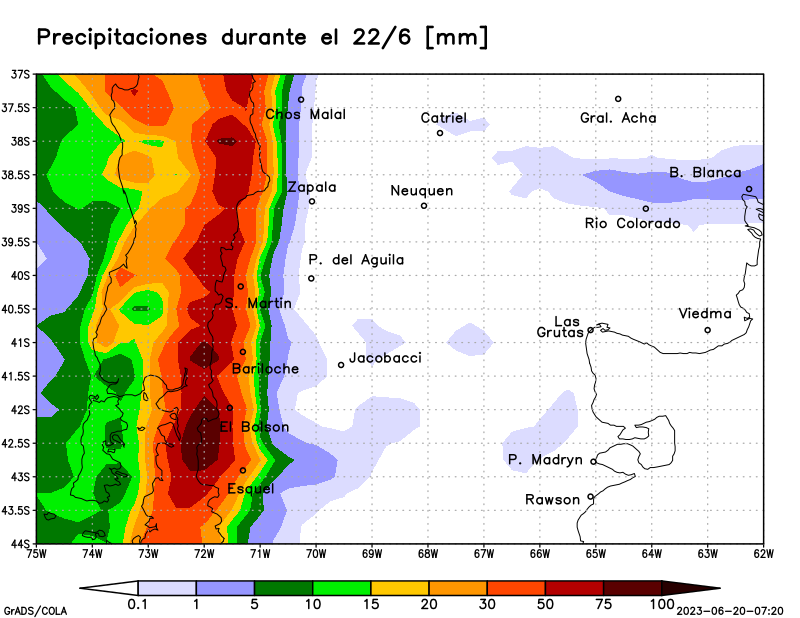 Precipitaciones durante el 22/6 [mm]
37S
37.5S
38S
38.5S
39S
39.5S
40S
40.5S
41S
41.5S
42S
42.5S
43S
43.5S
44S
Chos Malal
Catriel
Gral. Acha
B. Blanca
Zapala
Neuquen
Rio Colorado
P. del Aguila
S. Martin
Viedma
Las
Grutas
Jacobacci
Bariloche
El Bolson
P. Madryn
Esquel
Rawson
75W 74W 73W 72W 71W 70W 69W 68W 67W 66W 65W 64W 63W 62W
0.1 1 5 10 15 20 30 50 75 100
GrADS/COLA
2023-06-20-07:20